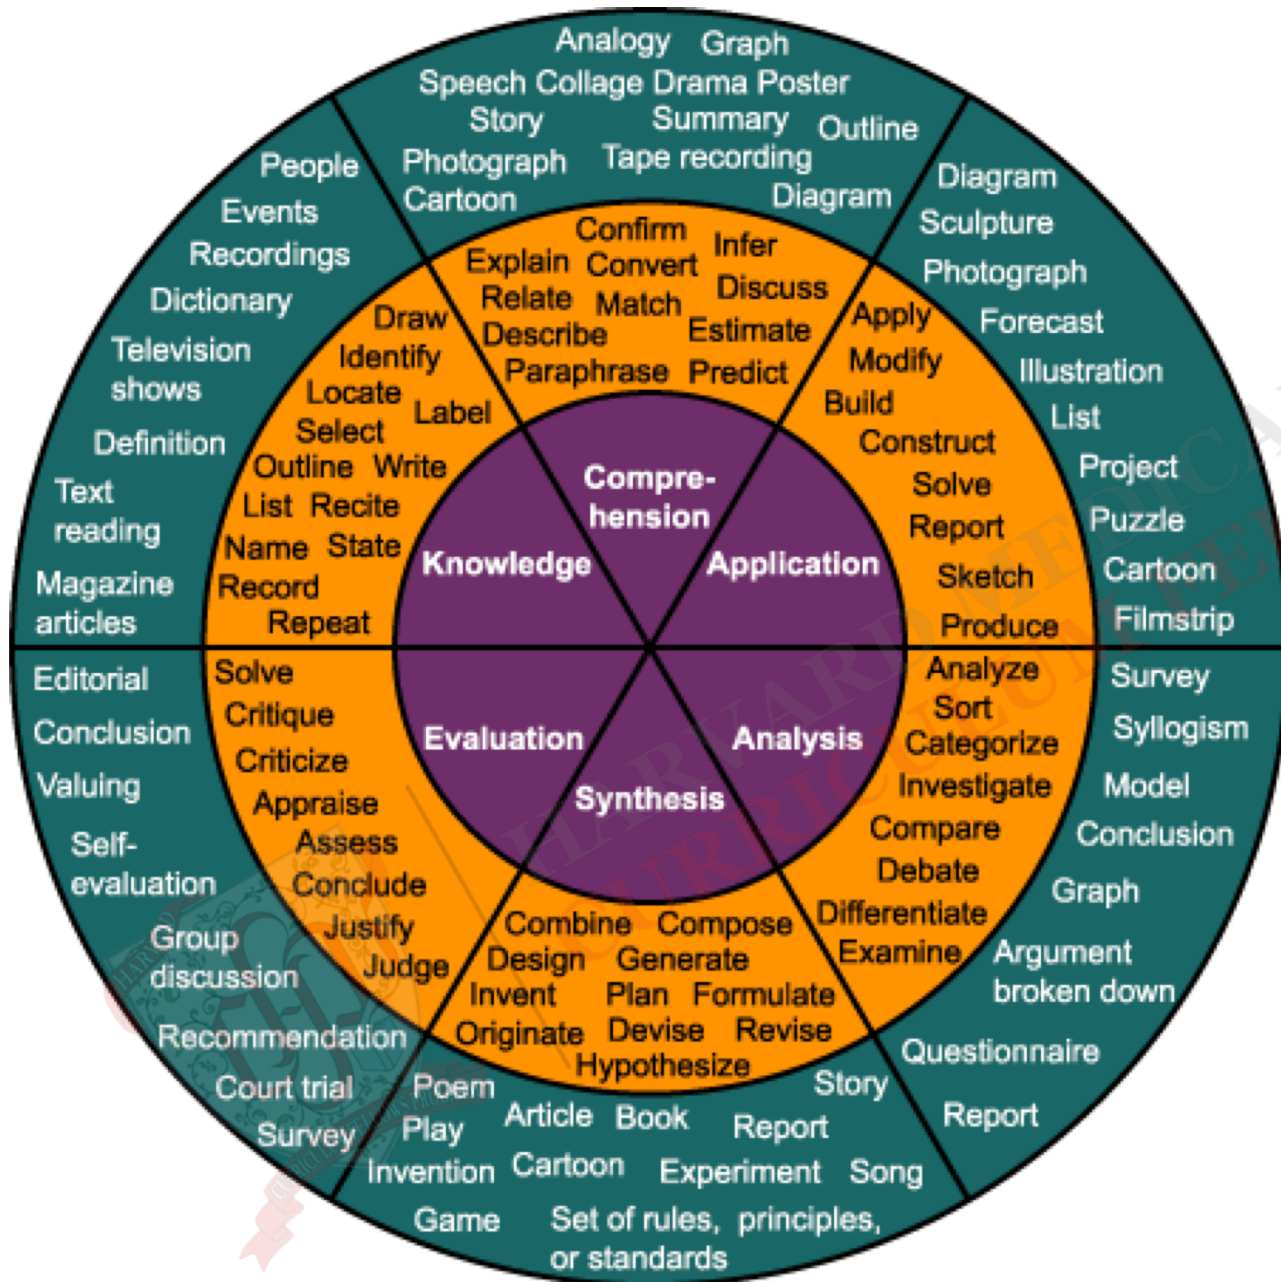 Analogy Graph
Speech Collage Drama Poster
Story Summary Outline
Photograph Tape recording
Cartoon Diagram
Confirm Infer
Explain Convert
Relate Match Discuss
Describe Estimate
Paraphrase Predict
Compre-
hension
Diagram
Sculpture
Photograph
Forecast
Illustration
List
Project
Puzzle
Cartoon
Filmstrip
Apply
Modify
Build
Construct
Solve
Report
Sketch
Produce
Application
Survey
Syllogism
Model
Conclusion
Graph
Argument
broken down
Questionnaire
Report
Analyze
Sort
Categorize
Investigate
Compare
Debate
Differentiate
Examine
Analysis
Synthesis
Combine Compose
Design Generate
Invent Plan Formulate
Originate Devise Revise
Hypothesize
Poem Story
Play Article Book Report
Invention Cartoon Experiment Song
Game Set of rules, principles,
or standards
Evaluation
Solve
Critique
Criticize
Appraise
Assess
Conclude
Justify
Judge
Editorial
Conclusion
Valuing
Self-
evaluation
Group
discussion
Recommendation
Court trial
Survey
Knowledge
Draw
Identify
Locate
Label
Select
Outline Write
List Recite
Name State
Record
Repeat
People
Events
Recordings
Dictionary
Television
shows
Definition
Text
reading
Magazine
articles
HARVARD MEDICA
CURRICULUM FE